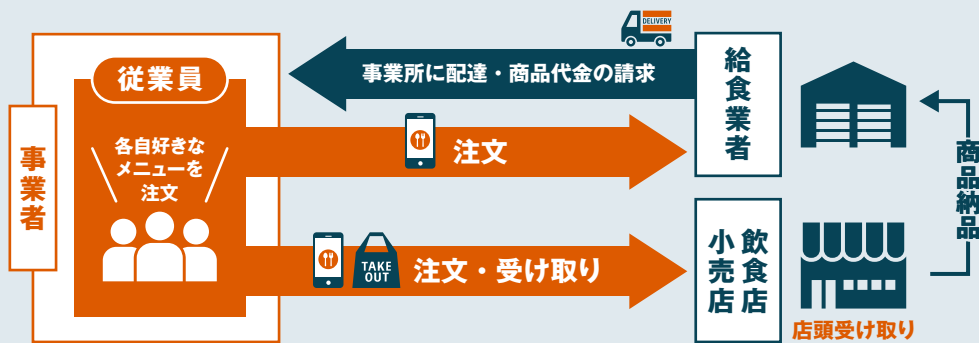 事業者
従業員
各自好きな
メニューを
注文
DELIVERY
事業所に配達・商品代金の請求
注文
TAKE
OUT
注文・受け取り
給食業者
飲食店
小売店
店頭受け取り
商品納品